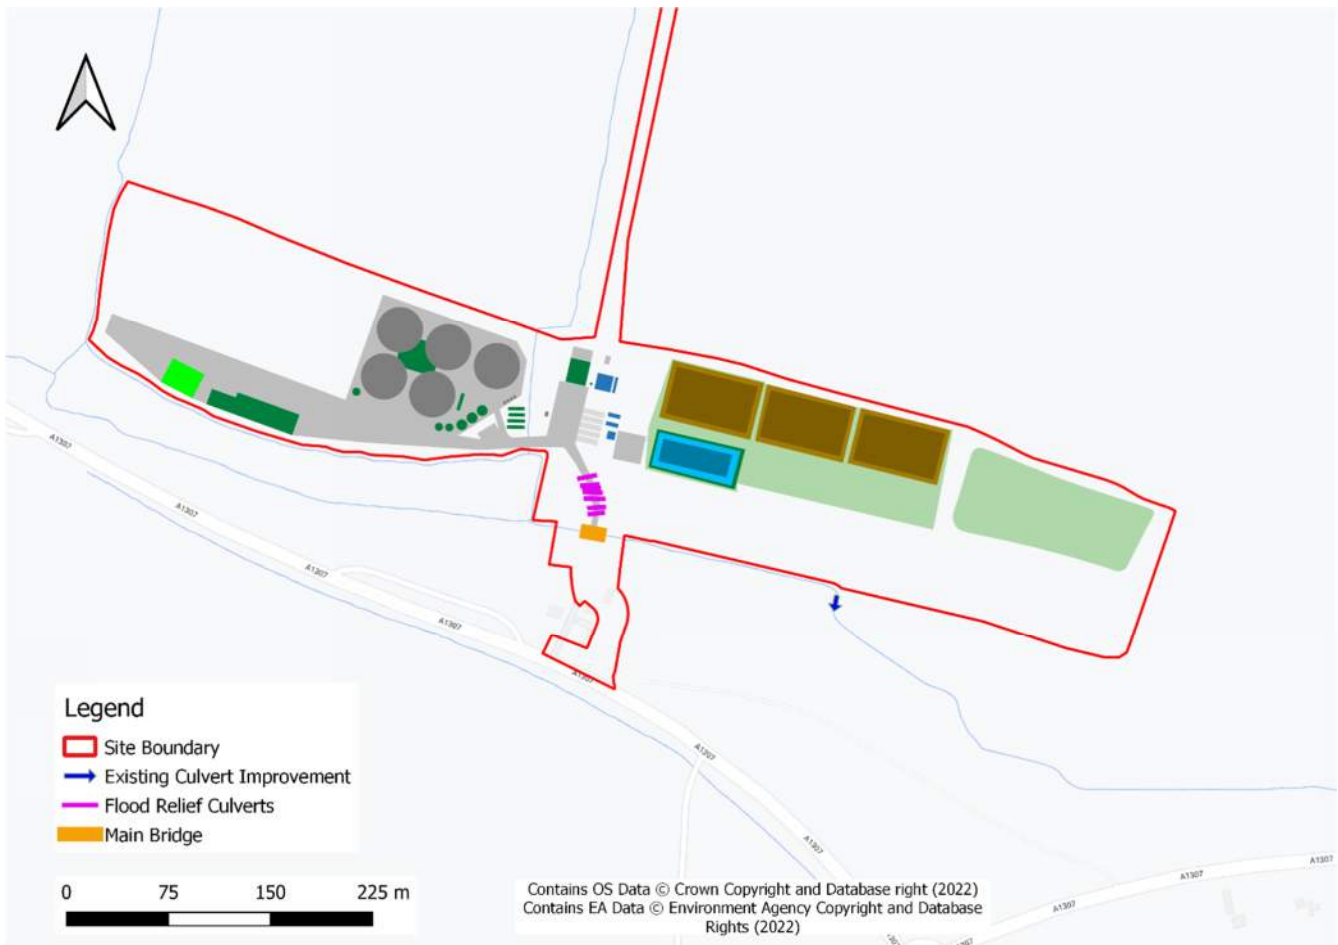 A1307
A1307
A1307
A1307
A1307
A1307
A1307
A1307
A1307
A1307
Legend
Site Boundary
Existing Culvert Improvement
Flood Relief Culverts
Main Bridge
0 75 150 225 m
Contains OS Data © Crown Copyright and Database right (2022)
Contains EA Data © Environment Agency Copyright and Database
Rights (2022)